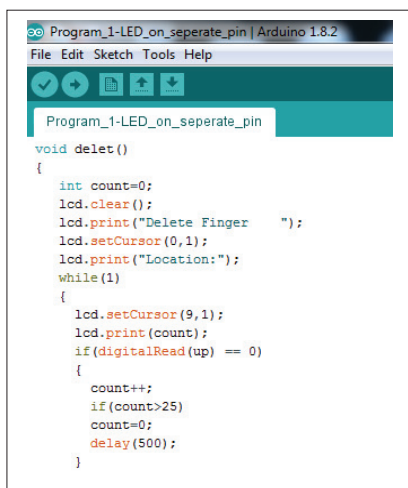 Program_1-LED_on_seperate_pin | Arduino 1.8.2
File Edit Sketch Tools Help
Program_1-LED_on_seperate_pin
void delet()
{
int count=0;
lcd.clear();
lcd.print("Delete Finger    ");
lcd.setCursor(0,1);
lcd.print("Location:");
while(1)
{
lcd.setCursor(9,1);
lcd.print(count);
if(digitalRead(up) == 0)
{
count++;
if(count>25)
count=0;
delay(500);
}